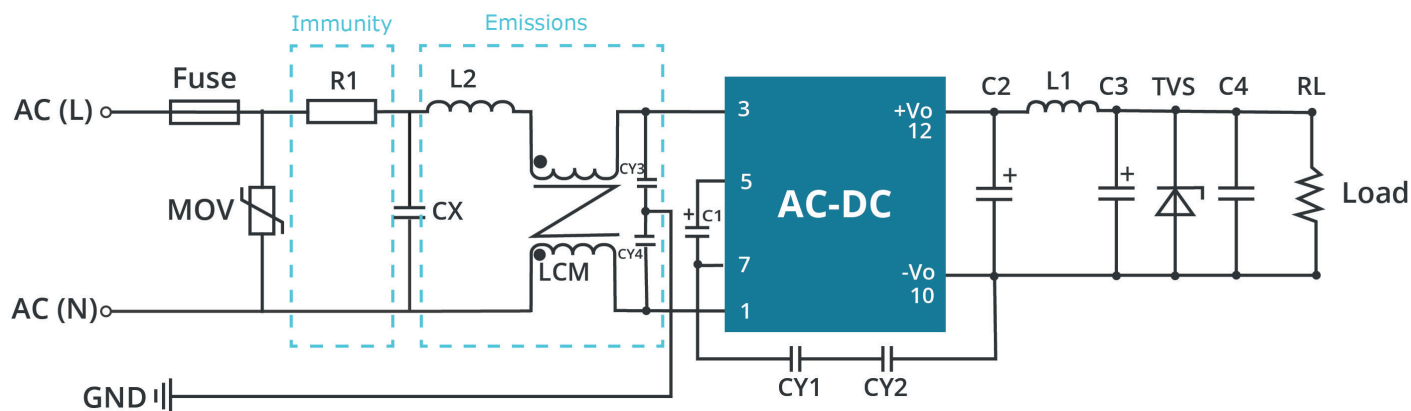 Immunity
Emissions
Fuse
R1
L2
C2
L1
C3
TVS
C4
RL
AC (L)
3
+Vo
12
CY3
5
MOV
CX
+
C1
AC-DC
+
+
Load
CY4
LCM
7
-Vo
10
AC (N)
1
CY1
CY2
GND